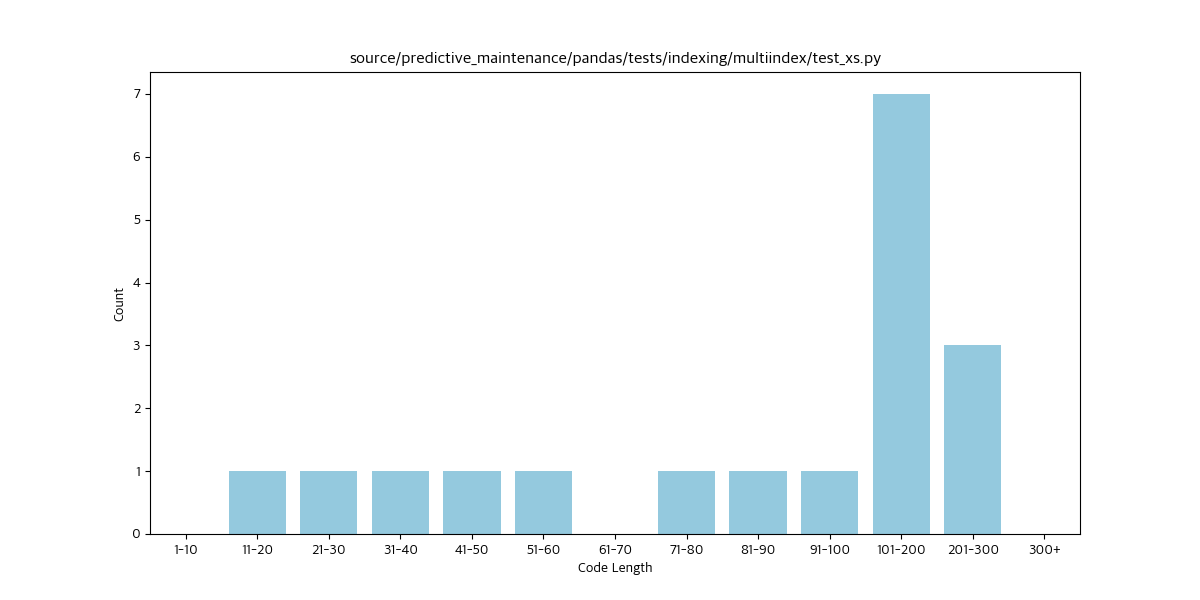 source/predictive_maintenance/pandas/tests/indexing/multiindex/test_xs.py
7
6
5
4
3
2
1
0
Count
1-10 11-20 21-30 31-40 41-50 51-60 61-70 71-80 81-90 91-100 101-200 201-300 300+
Code Length